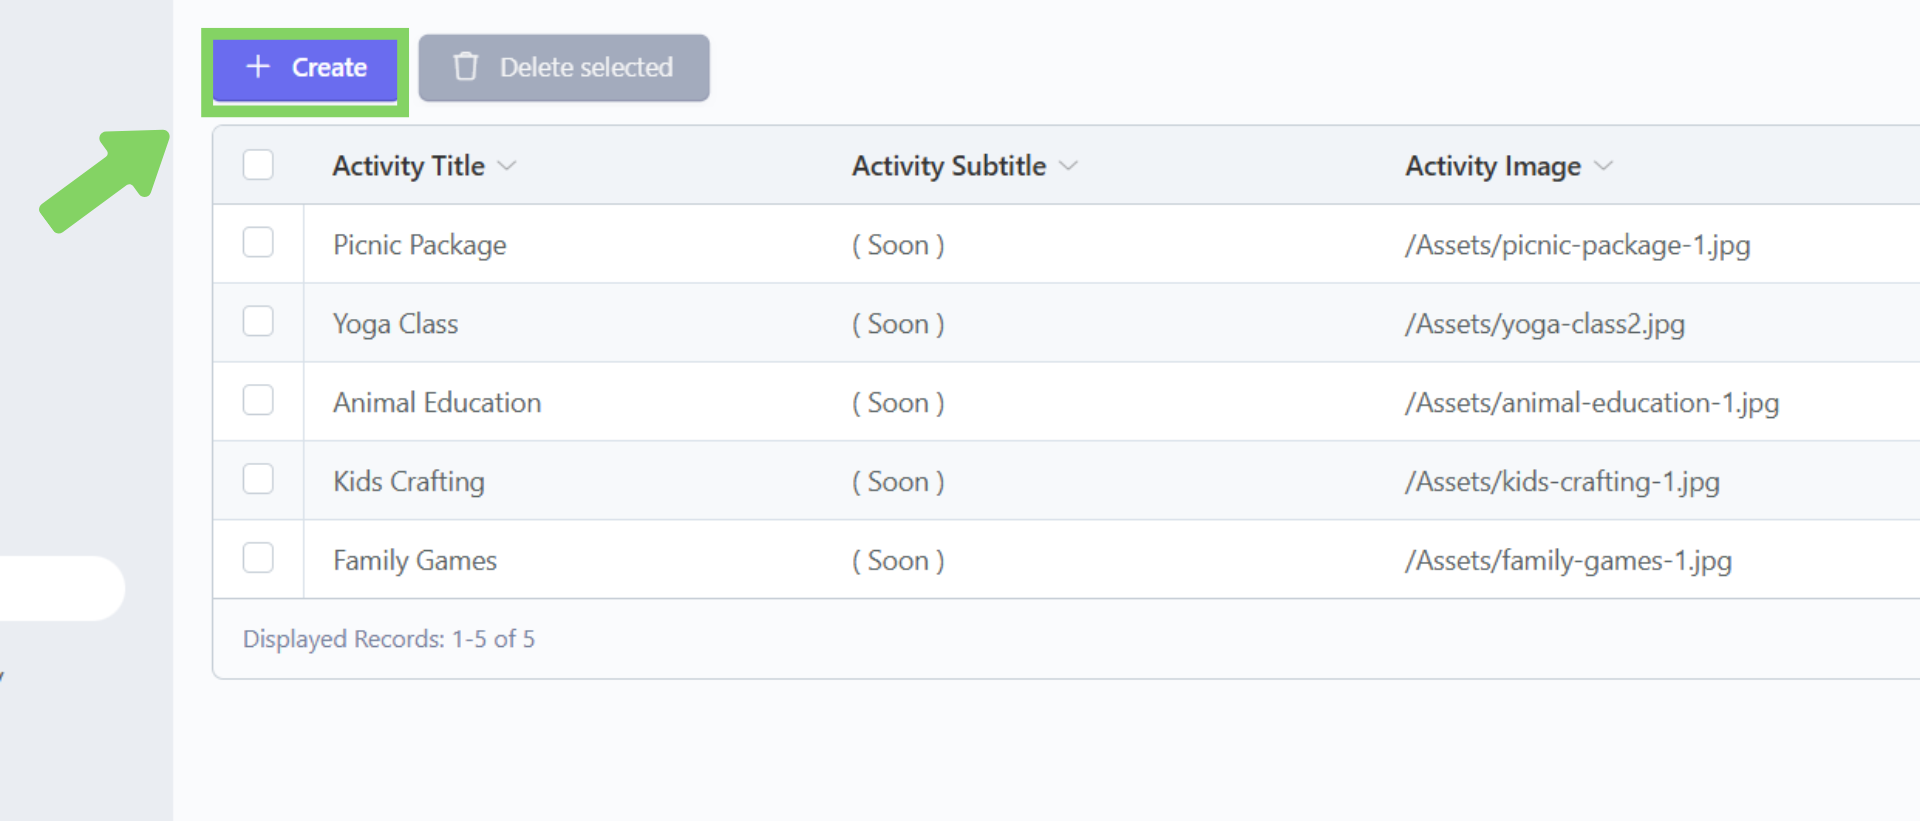 Create Delete selected
Activity Title Activity Subtitle Activity Image
Picnic Package ( Soon ) /Assets/picnic-package-1.jpg
Yoga Class ( Soon ) /Assets/yoga-class2.jpg
Animal Education ( Soon ) /Assets/animal-education-1.jpg
Kids Crafting ( Soon ) /Assets/kids-crafting-1.jpg
Family Games ( Soon ) /Assets/family-games-1.jpg
Displayed Records: 1-5 of 5